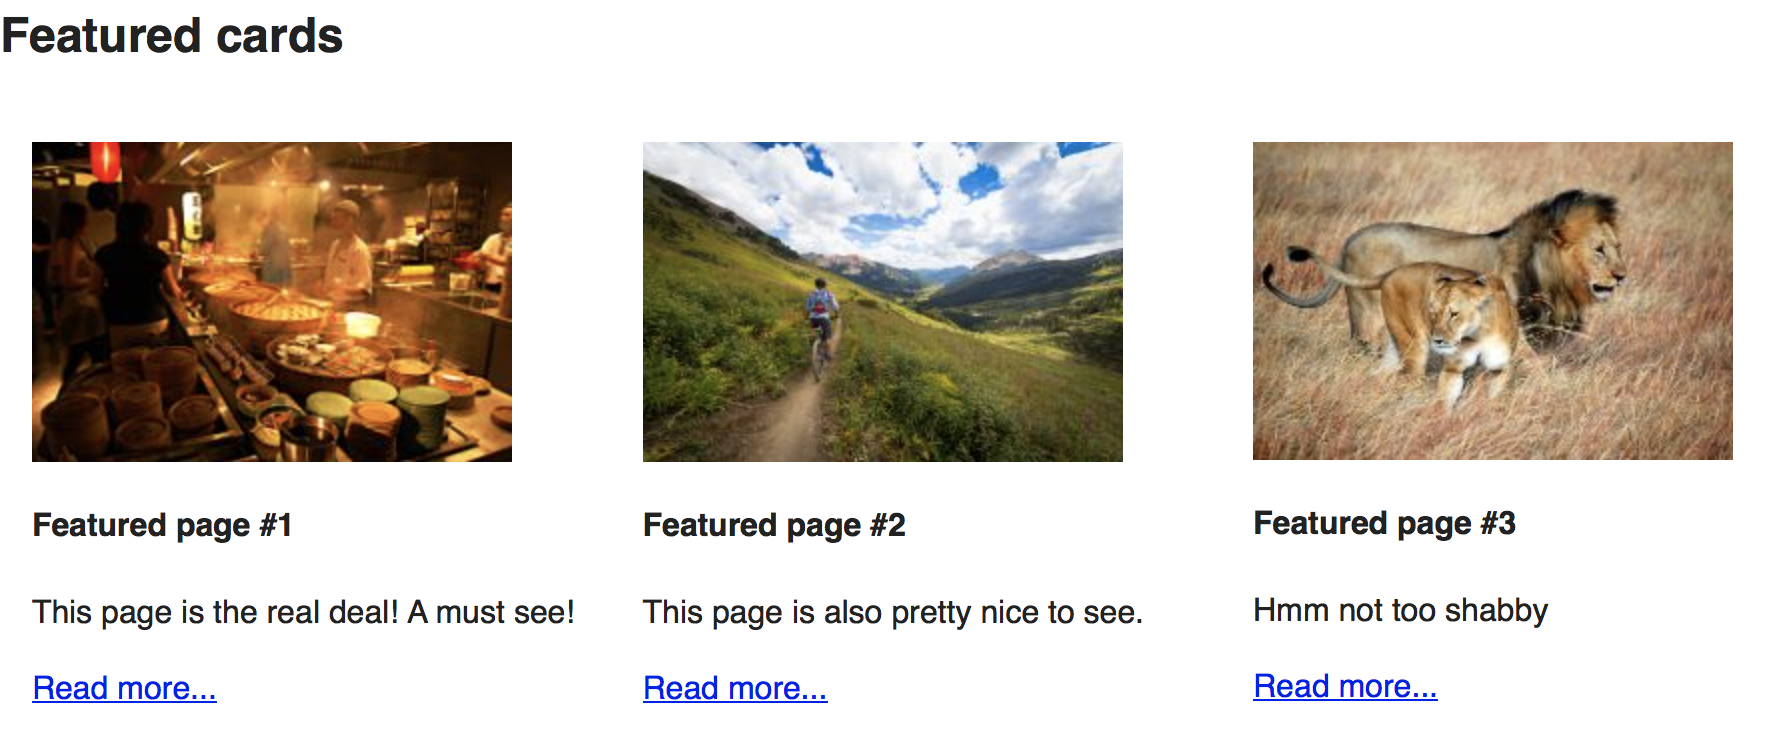 Featured cards
Featured page #1
This page is the real deal! A must see!
Read more...
Featured page #2
This page is also pretty nice to see.
Read more...
Featured page #3
Hmm not too shabby
Read more...